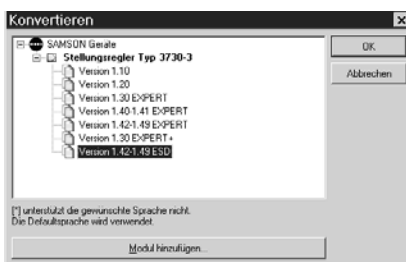 Konvertieren
SAMSON Geräte
Stellungsregler Typ 3730-3
Version 1.10
Version 1.20
Version 1.30 EXPERT
Version 1.40-1.41 EXPERT
Version 1.42-1.49 EXPERT
Version 1.30 EXPERT+
Version 1.42-1.49 ESD
OK
Abbrechen
[*] unterstützt die gewünschte Sprache nicht.
Die Defaultsprache wird verwendet.
Modul hinzufügen...